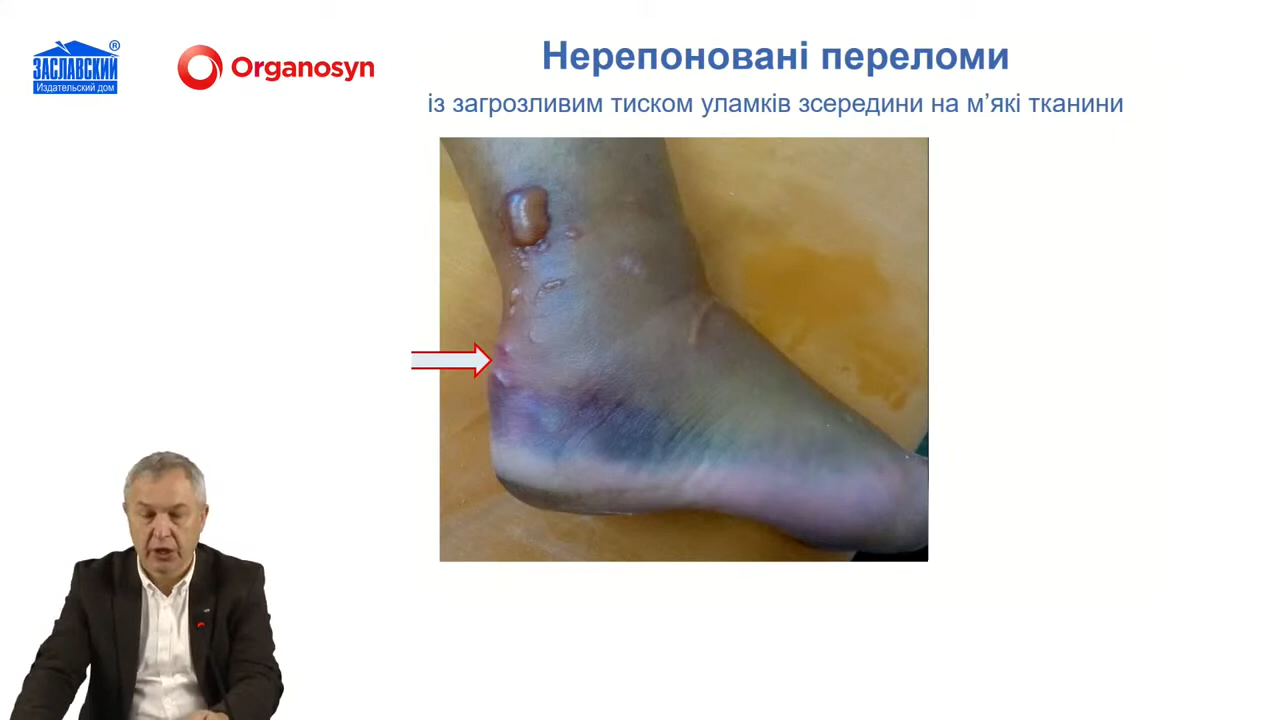 ЗАСЛАВСКИЙ ®
Издательский дом
Organosyn
Нерепоновані переломи
із загрозливим тиском уламків зсередини на м’які тканини